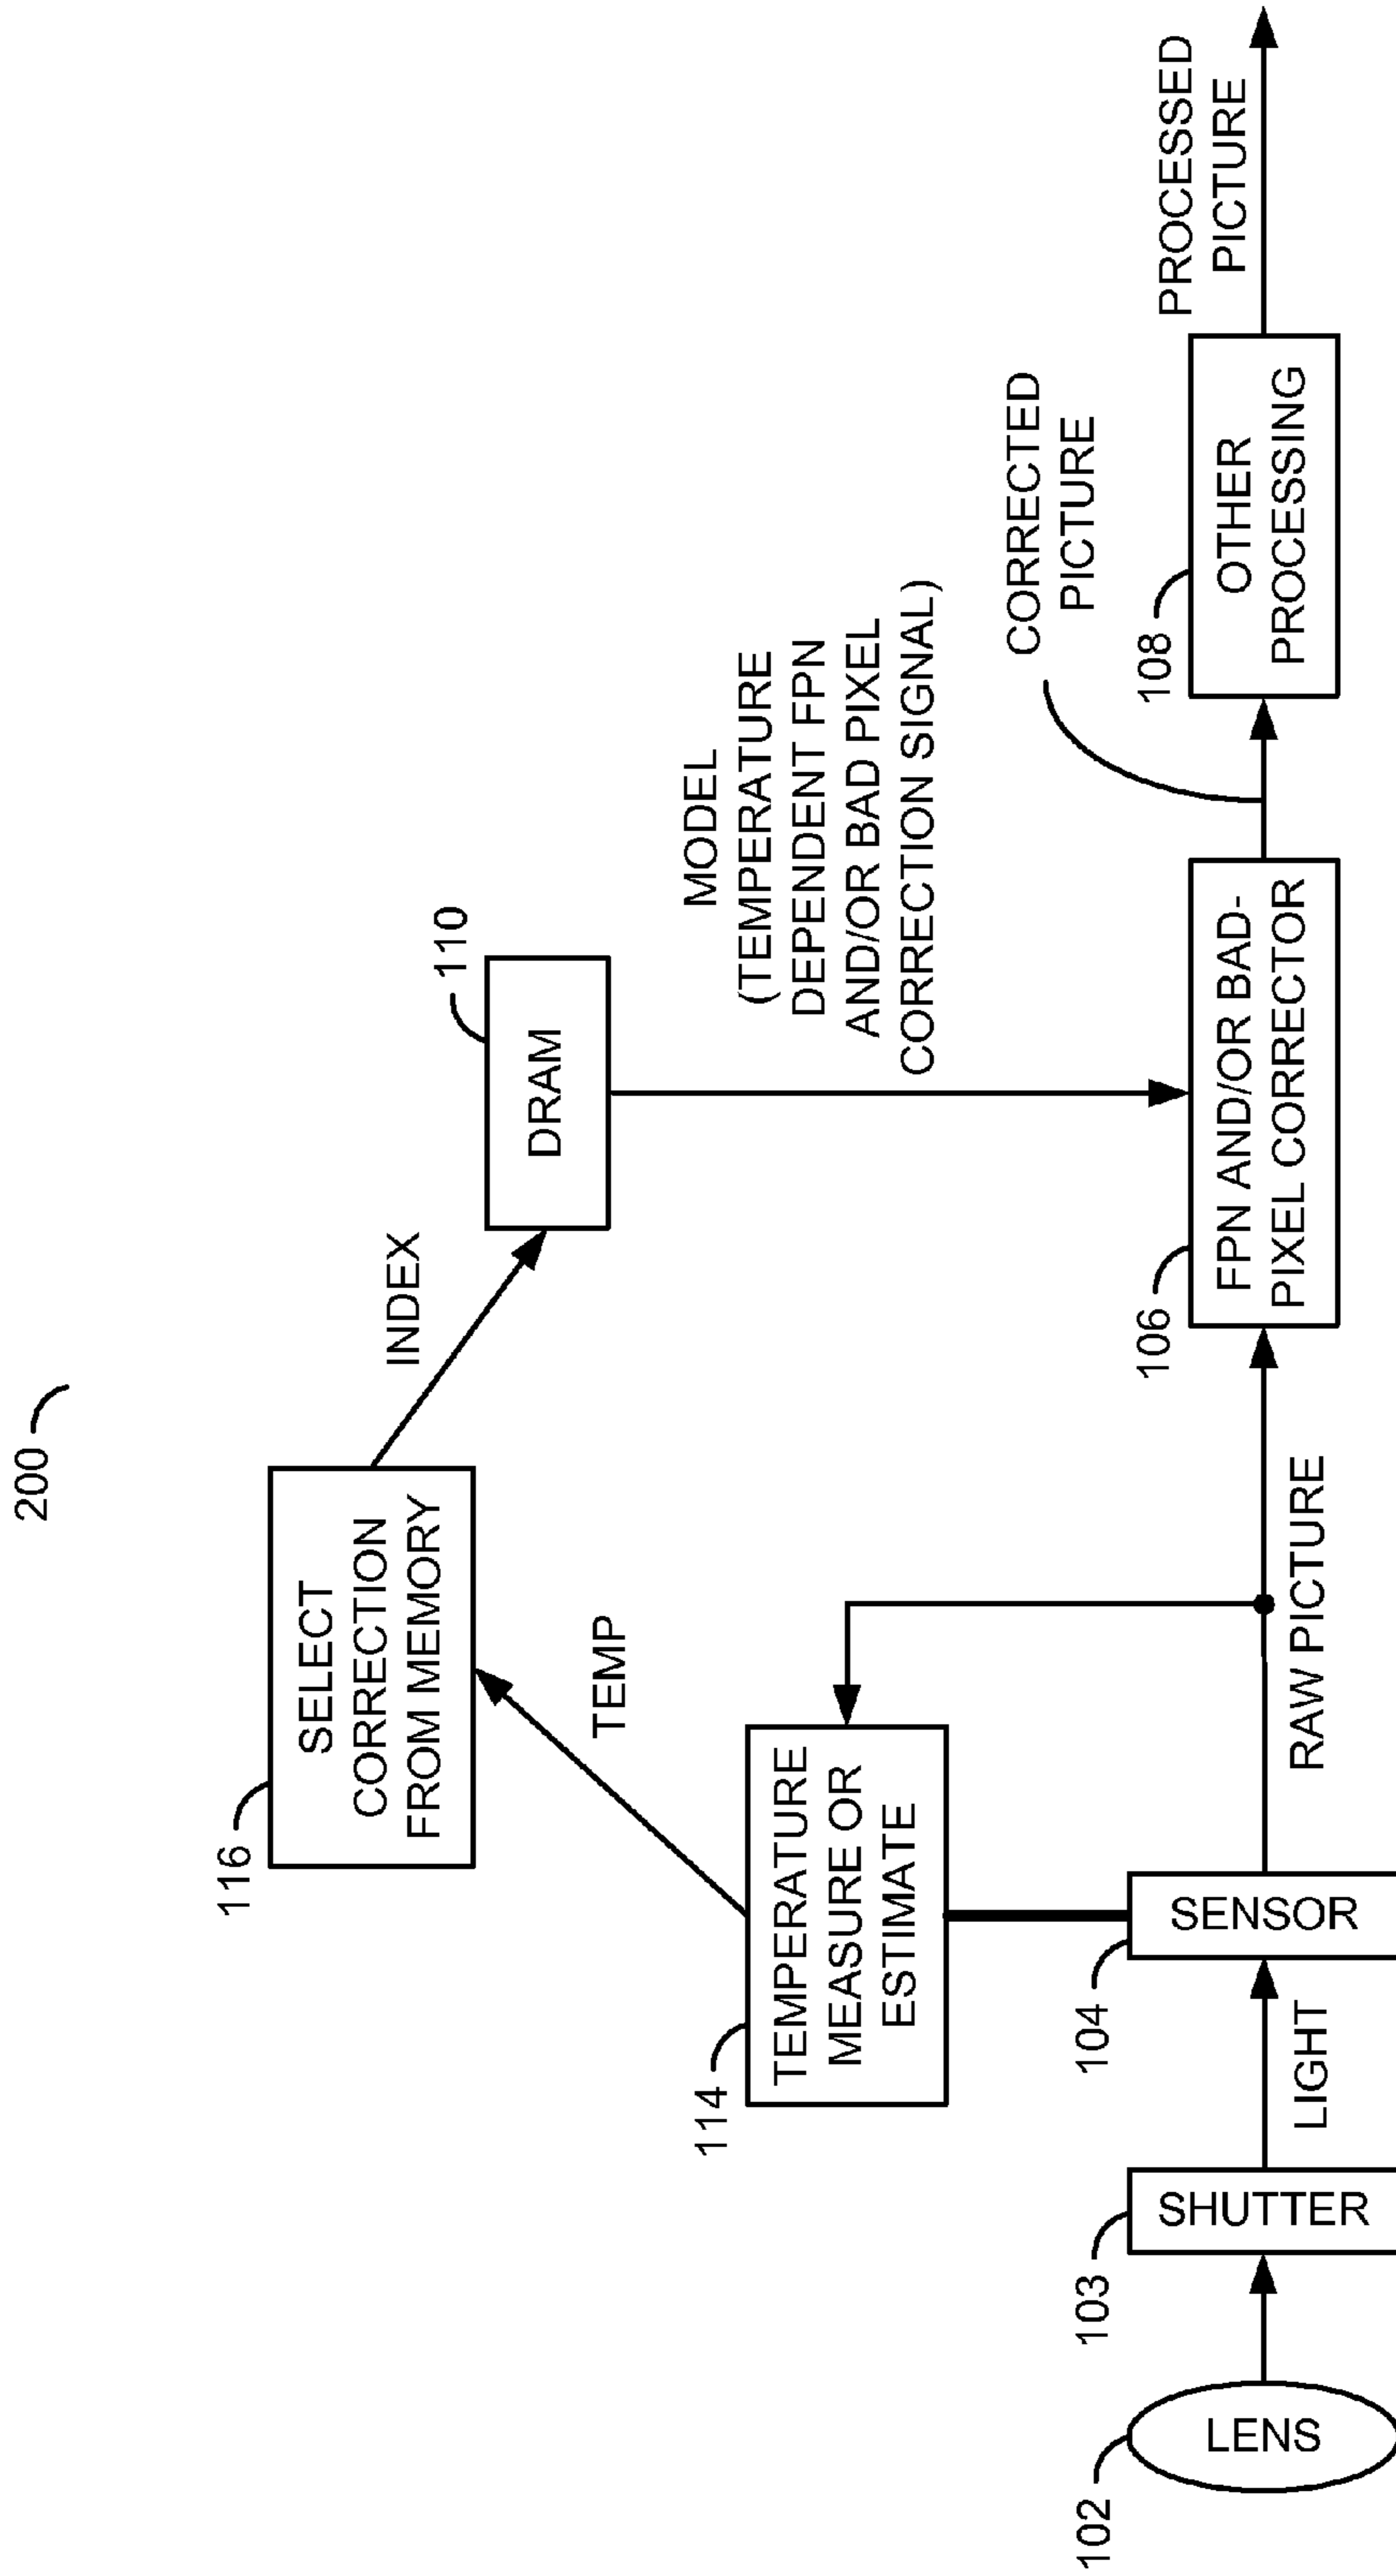 200
116
SELECT
CORRECTION
FROM MEMORY
INDEX
110
DRAM
TEMP
114
TEMPERATURE
MEASURE OR
ESTIMATE
MODEL
(TEMPERATURE
DEPENDENT FPN
AND/OR BAD PIXEL
CORRECTION SIGNAL)
102
LENS
103
SHUTTER
LIGHT
104
SENSOR
RAW PICTURE
106
FPN AND/OR BAD-
PIXEL CORRECTOR
CORRECTED
PICTURE
108
OTHER
PROCESSING
PROCESSED
PICTURE